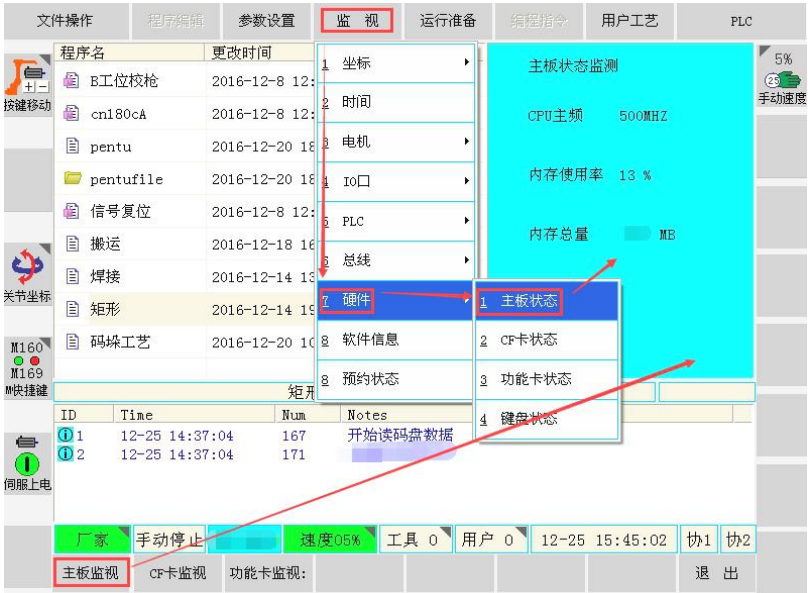 文件操作 程序编辑 参数设置 监 视 运行准备 编程指令 用户工艺 PLC
程序名 更改时间
B工位校枪 2016-12-8 12:
cn180cA 2016-12-8 12:
pentu 2016-12-20 18
pentufile 2016-12-20 18
信号复位 2016-12-8 12:
搬运 2016-12-18 16
焊接 2016-12-14 13
矩形 2016-12-14 19
码垛工艺 2016-12-20 10
1 坐标
2 时间
3 电机
4 IO口
5 PLC
6 总线
7 硬件
8 软件信息
8 预约状态
1 主板状态
2 CF卡状态
3 功能卡状态
4 键盘状态
主板状态监测
CPU主频 500MHZ
内存使用率 13 %
内存总量 MB
按键移动
关节坐标
M160
M169
M快捷键
伺服上电
5%
25
手动速度
矩形
ID Time Num Notes
1 12-25 14:37:04 167 开始读码盘数据
2 12-25 14:37:04 171
厂家 手动停止 速度05% 工具 0 用户 0 12-25 15:45:02 协1 协2
主板监视 CF卡监视 功能卡监视: 退 出